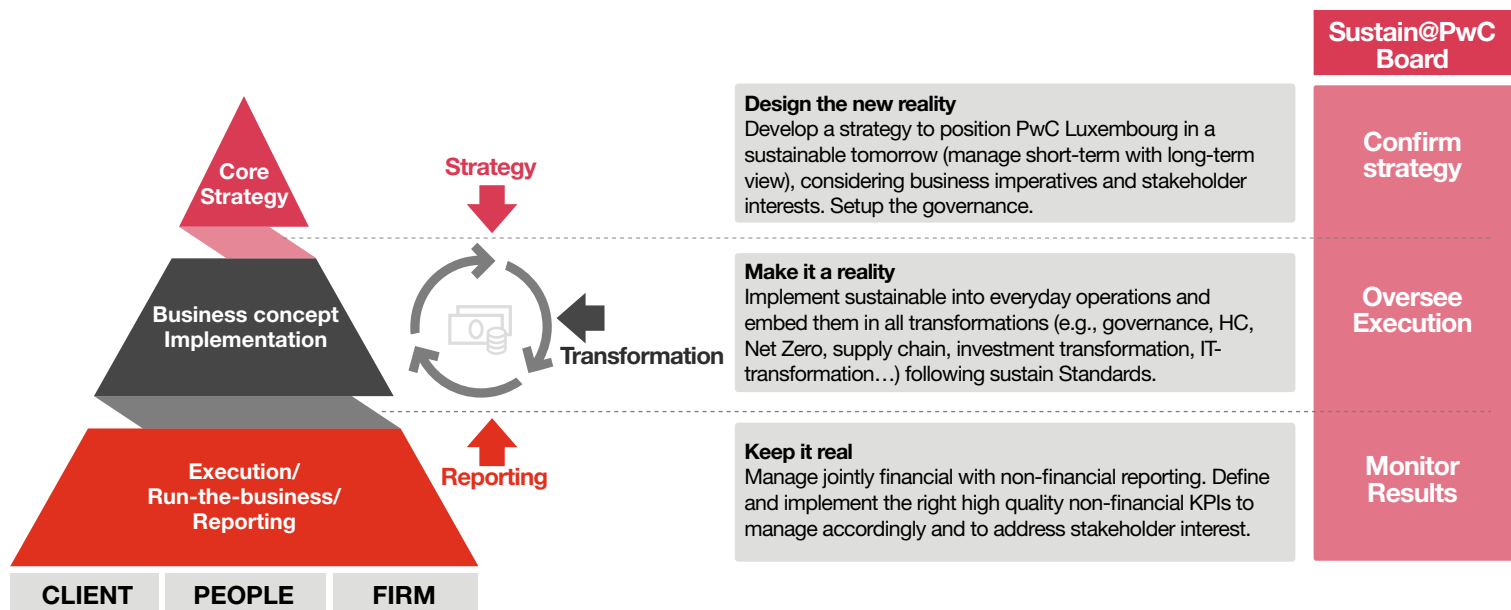 Sustain@PwC
Board
Core
Strategy
Strategy
Design the new reality
Develop a strategy to position PwC Luxembourg in a
sustainable tomorrow (manage short-term with long-term
view), considering business imperatives and stakeholder
interests. Setup the governance.
Confirm
strategy
Business concept
Implementation
Transformation
Make it a reality
Implement sustainable into everyday operations and
embed them in all transformations (e.g., governance, HC,
Net Zero, supply chain, investment transformation, IT-
transformation…) following sustain Standards.
Oversee
Execution
Execution/
Run-the-business/
Reporting
Reporting
Keep it real
Manage jointly financial with non-financial reporting. Define
and implement the right high quality non-financial KPIs to
manage accordingly and to address stakeholder interest.
Monitor
Results
CLIENT
PEOPLE
FIRM